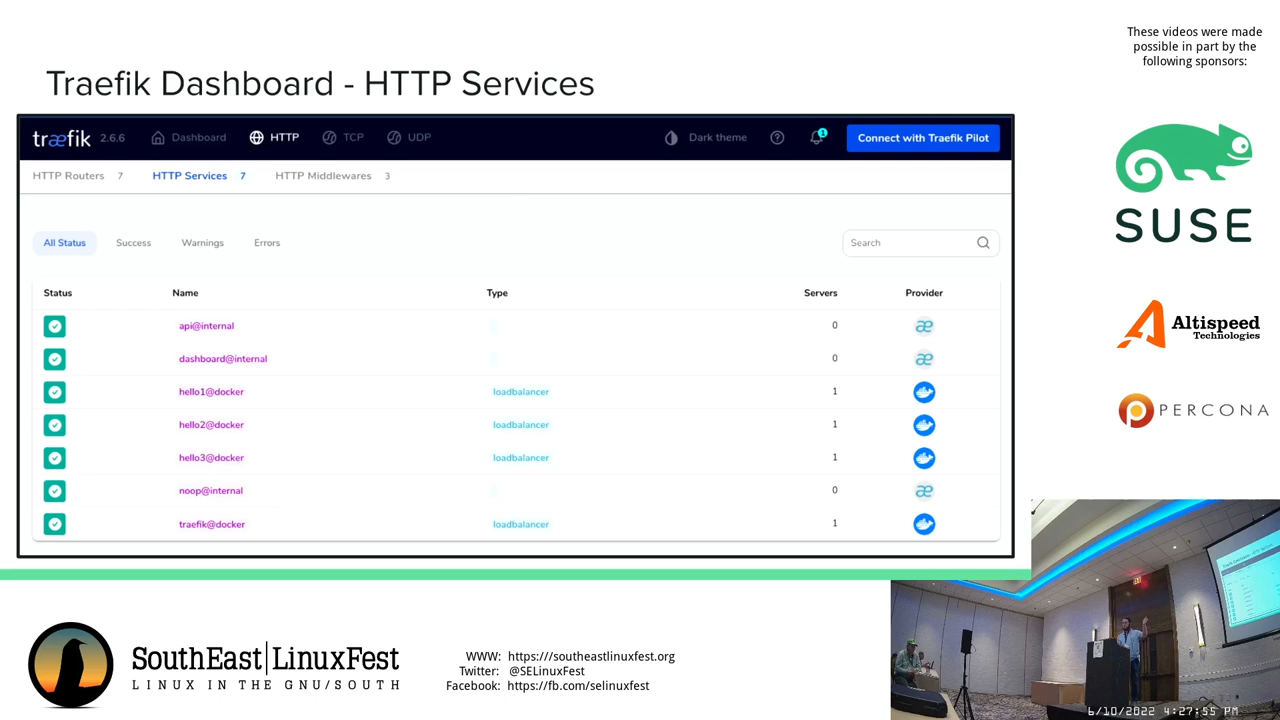 These videos were made
possible in part by the
following sponsors:
Traefik Dashboard - HTTP Services
træfik 2.6.6 Dashboard HTTP TCP UDP Dark theme 1 Connect with Traefik Pilot
HTTP Routers 7 HTTP Services 7 HTTP Middlewares 3
All Status Success Warnings Errors Search
Status Name Type Servers Provider
api@internal 0 æ
dashboard@internal 0 æ
hello1@docker loadbalancer 1
hello2@docker loadbalancer 1
hello3@docker loadbalancer 1
noop@internal 0 æ
traefik@docker loadbalancer 1
SUSE
Altispeed
Technologies
PERCONA
SouthEast LinuxFest
LINUX IN THE GNU/SOUTH
WWW: https:///southeastlinuxfest.org
Twitter: @SELinuxFest
Facebook: https://fb.com/selinuxfest
6/10/2022 4:27:55 PM